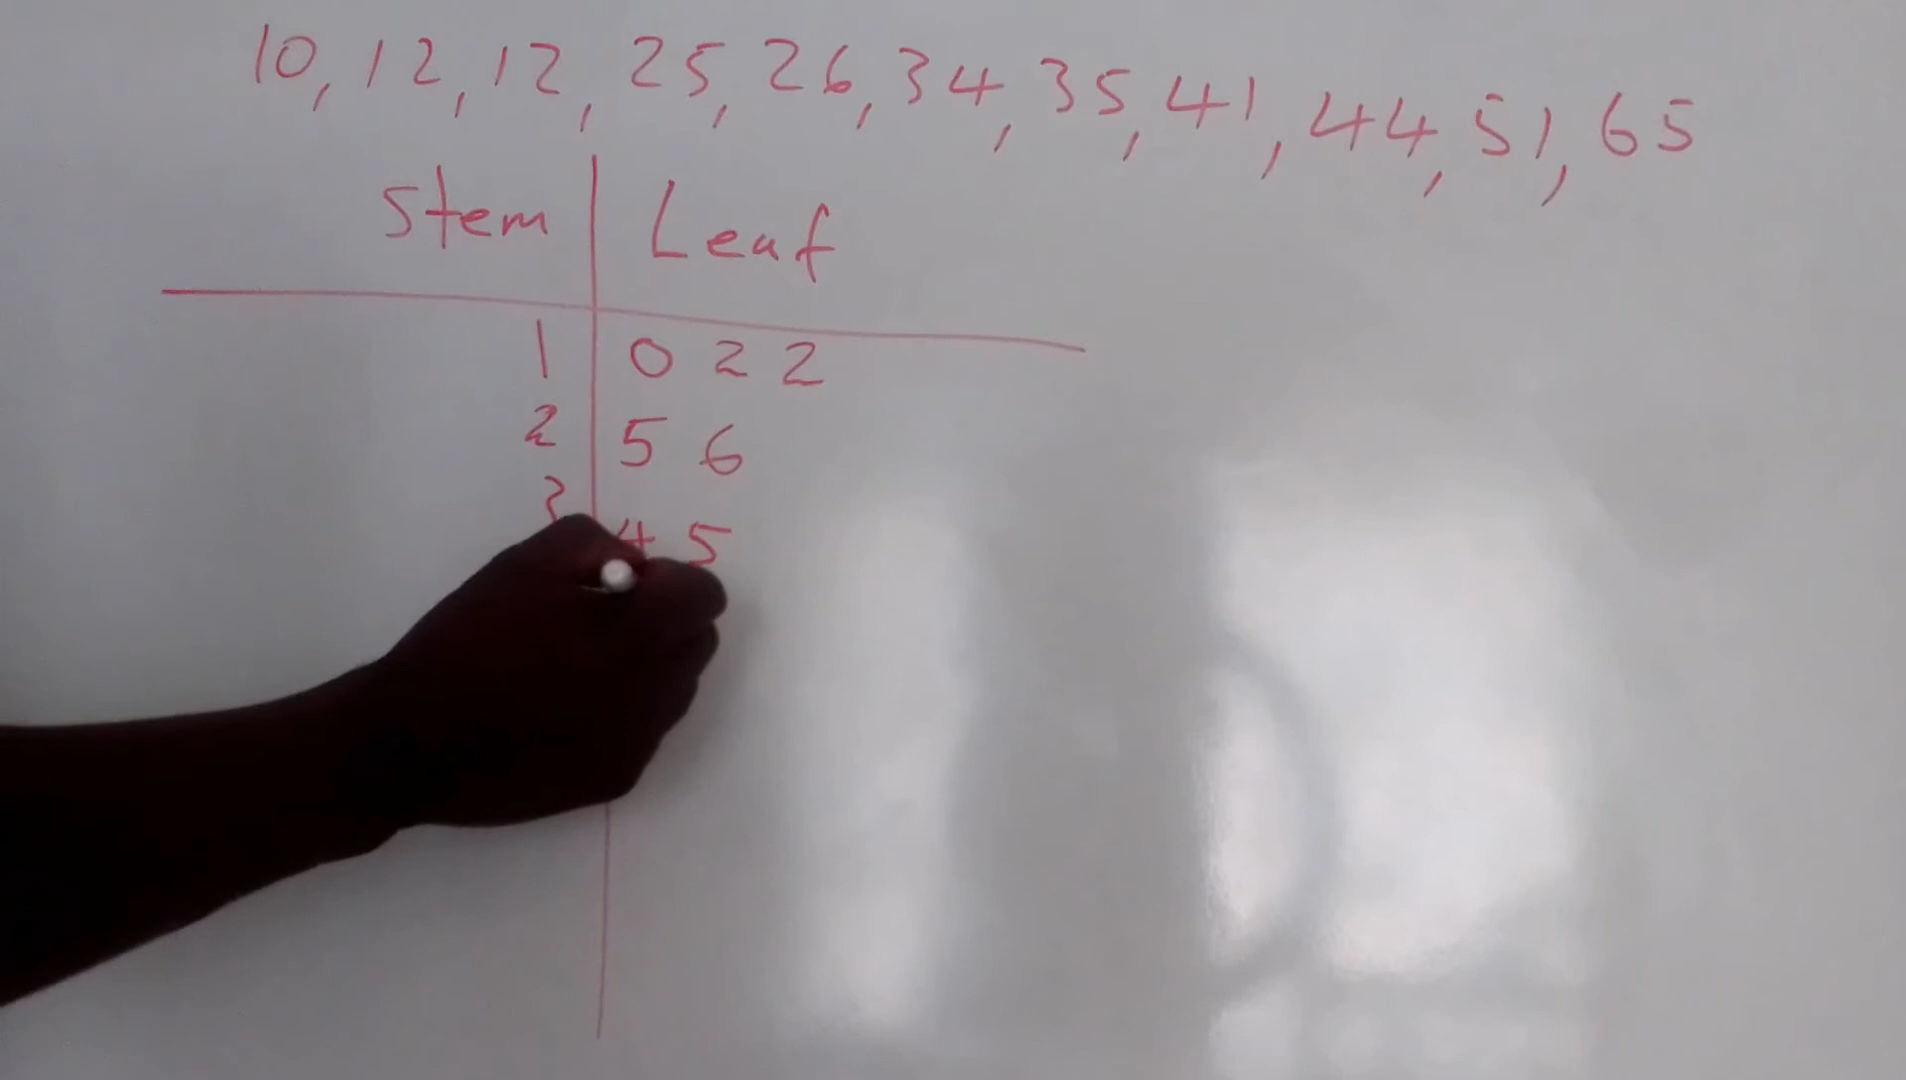 10, 12, 12, 25, 26, 34, 35, 41, 44, 51, 65
Stem Leaf
1 0 2 2
2 5 6
3 4 5